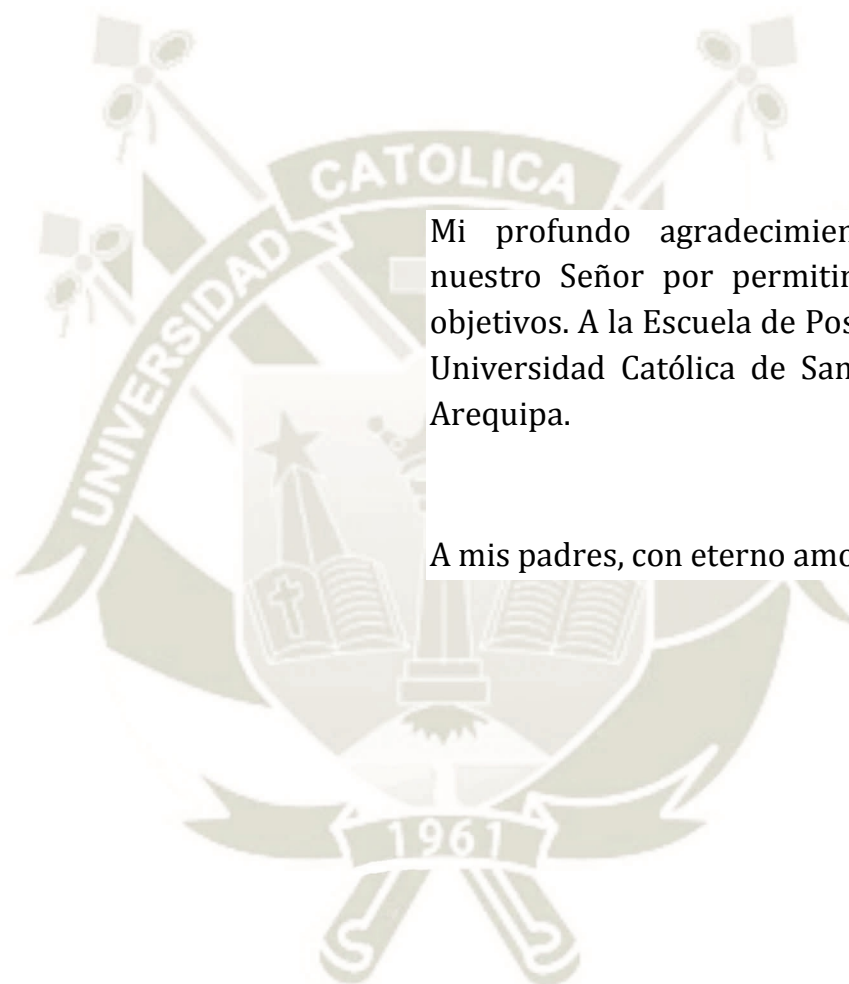 UNIVERSIDAD CATOLICA
Mi profundo agradecimien
nuestro Señor por permitir
objetivos. A la Escuela de Pos
Universidad Católica de San
Arequipa.
A mis padres, con eterno amo
1961